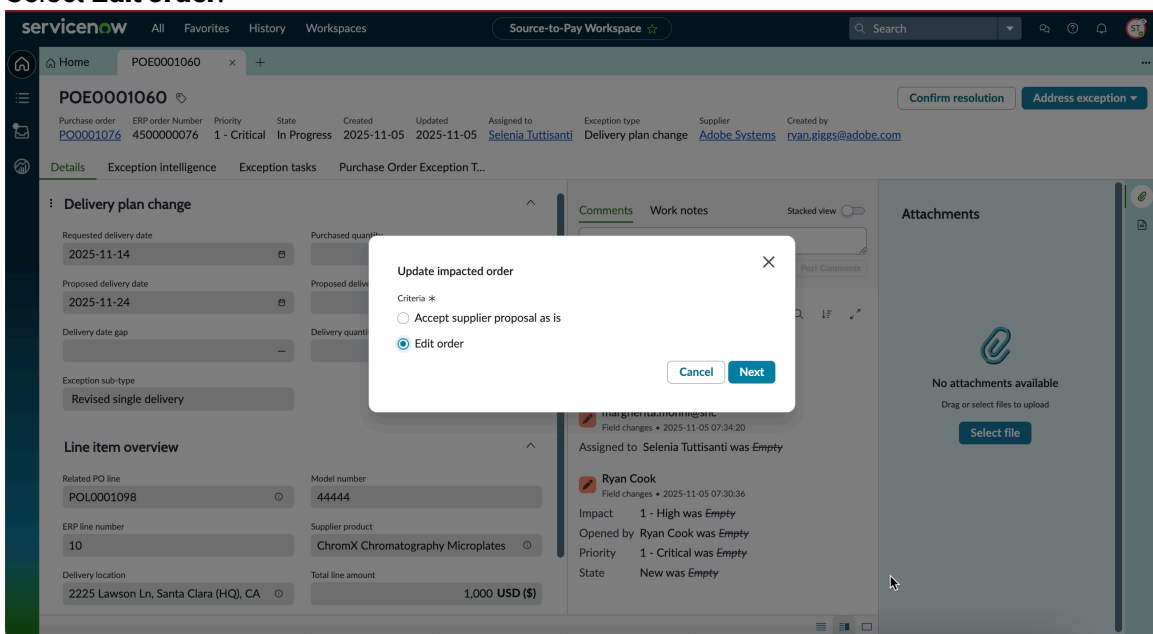 Select Edit order.
servicenow All Favorites History Workspaces Source-to-Pay Workspace Search ST
Home POE0001060 × +
POE0001060
Confirm resolution Address exception
Purchase order ERP order Number Priority State Created Updated Assigned to Exception type Supplier Created by
PO0001076 4500000076 1 - Critical In Progress 2025-11-05 2025-11-05 Selenia Tuttisanti Delivery plan change Adobe Systems ryan.giggs@adobe.com
Details Exception intelligence Exception tasks Purchase Order Exception T...
Delivery plan change
Requested delivery date Purchased quantity
2025-11-14
Proposed delivery date Proposed delive
2025-11-24
Delivery date gap Delivery quanti
—
Exception sub-type
Revised single delivery
Line item overview
Related PO line Model number
POL0001098 44444
ERP line number Supplier product
10 ChromX Chromatography Microplates
Delivery location Total line amount
2225 Lawson Ln, Santa Clara (HQ), CA 1,000 USD ($)
Update impacted order
Criteria *
Accept supplier proposal as is
Edit order
Cancel Next
Comments Work notes Stacked view
Post Comments
Field changes • 2025-11-05 07:34:20
Assigned to Selenia Tuttisanti was Empty
Ryan Cook
Field changes • 2025-11-05 07:30:36
Impact 1 - High was Empty
Opened by Ryan Cook was Empty
Priority 1 - Critical was Empty
State New was Empty
Attachments
No attachments available
Drag or select files to upload
Select file